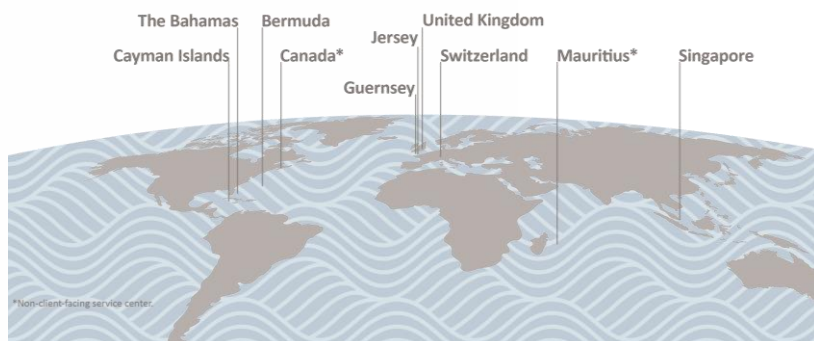 The Bahamas
Bermuda
United Kingdom
Jersey
Cayman Islands
Canada*
Switzerland
Mauritius*
Singapore
Guernsey
*Non-client-facing service center.